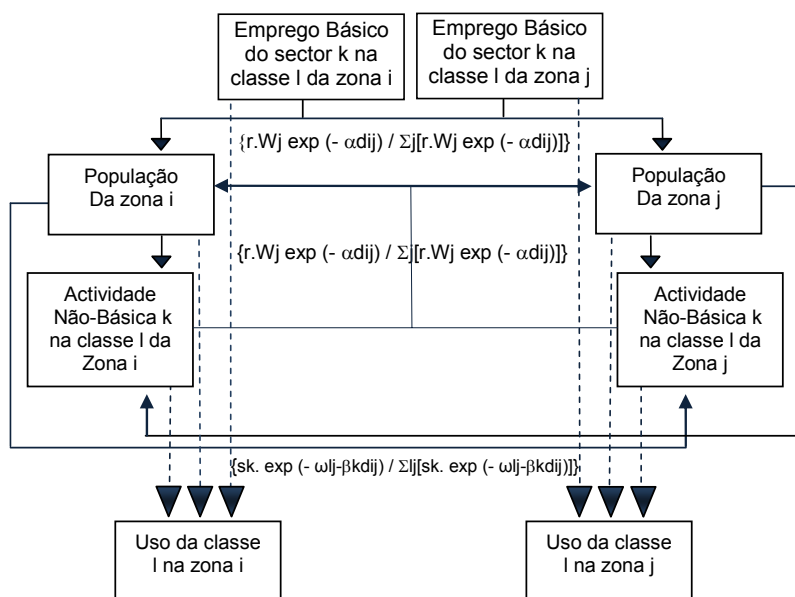 Emprego Básico
do sector k na
classe l da zona i
Emprego Básico
do sector k na
classe l da zona j
{r.Wj exp (- αdij) / Σj[r.Wj exp (- αdij)]}
População
Da zona i
População
Da zona j
{r.Wj exp (- αdij) / Σj[r.Wj exp (- αdij)]}
Actividade
Não-Básica k
na classe l da
Zona i
Actividade
Não-Básica k
na classe l da
Zona j
{sk. exp (- ωlj-βkdij) / Σlj[sk. exp (- ωlj-βkdij)]}
Uso da classe
l na zona i
Uso da classe
l na zona j